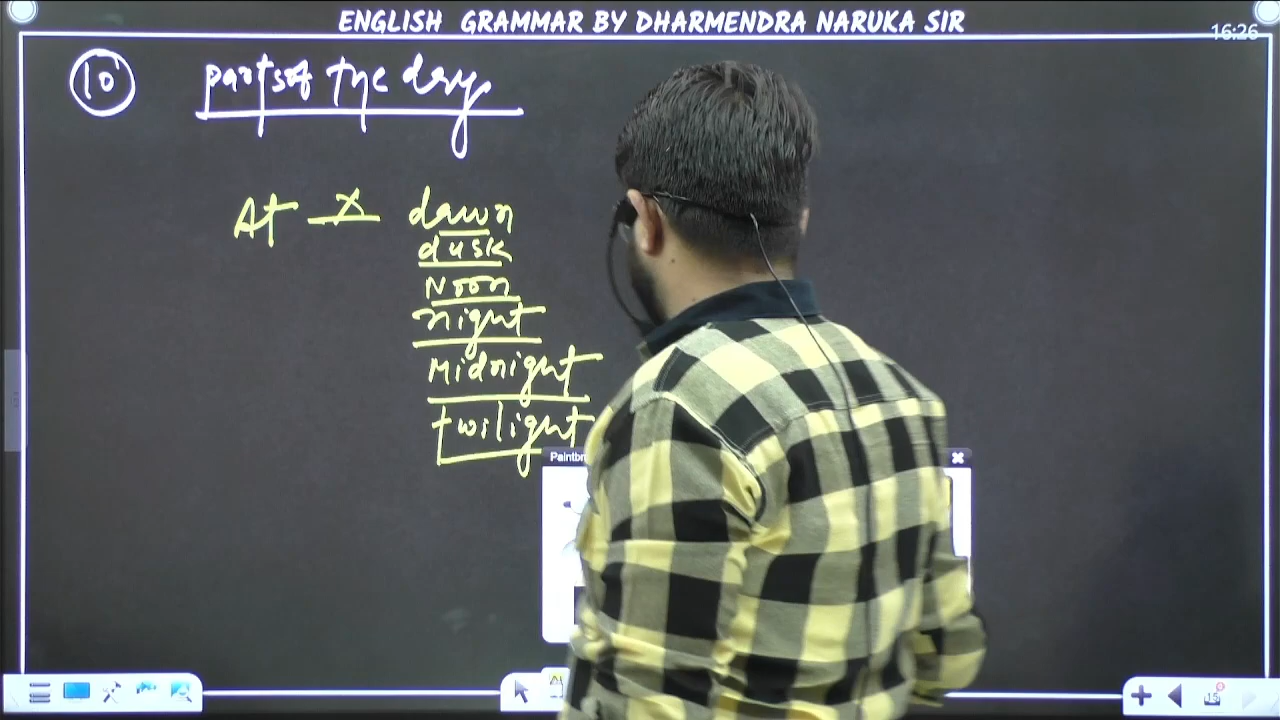 ENGLISH GRAMMAR BY DHARMENDRA NARUKA SIR
16:26
10 parts of the day
At x dawn
dusk
Noon
night
Midnight
twilight
15